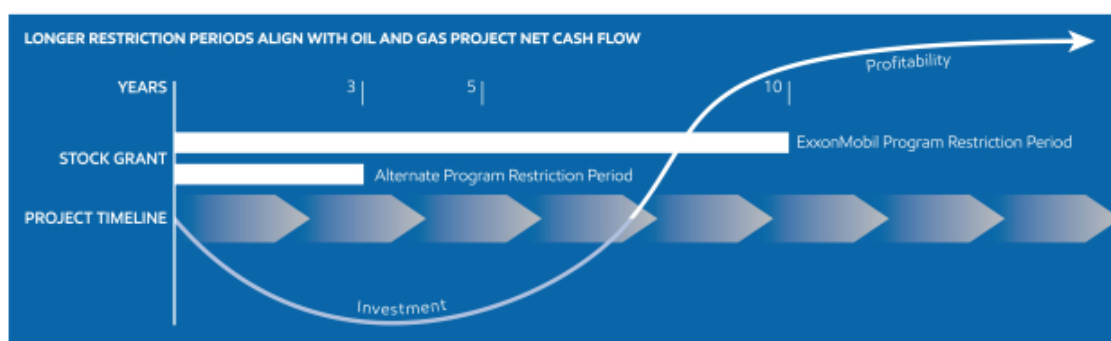 LONGER RESTRICTION PERIODS ALIGN WITH OIL AND GAS PROJECT NET CASH FLOW
Profitability
YEARS 3 5 10
ExxonMobil Program Restriction Period
STOCK GRANT
Alternate Program Restriction Period
PROJECT TIMELINE
Investment